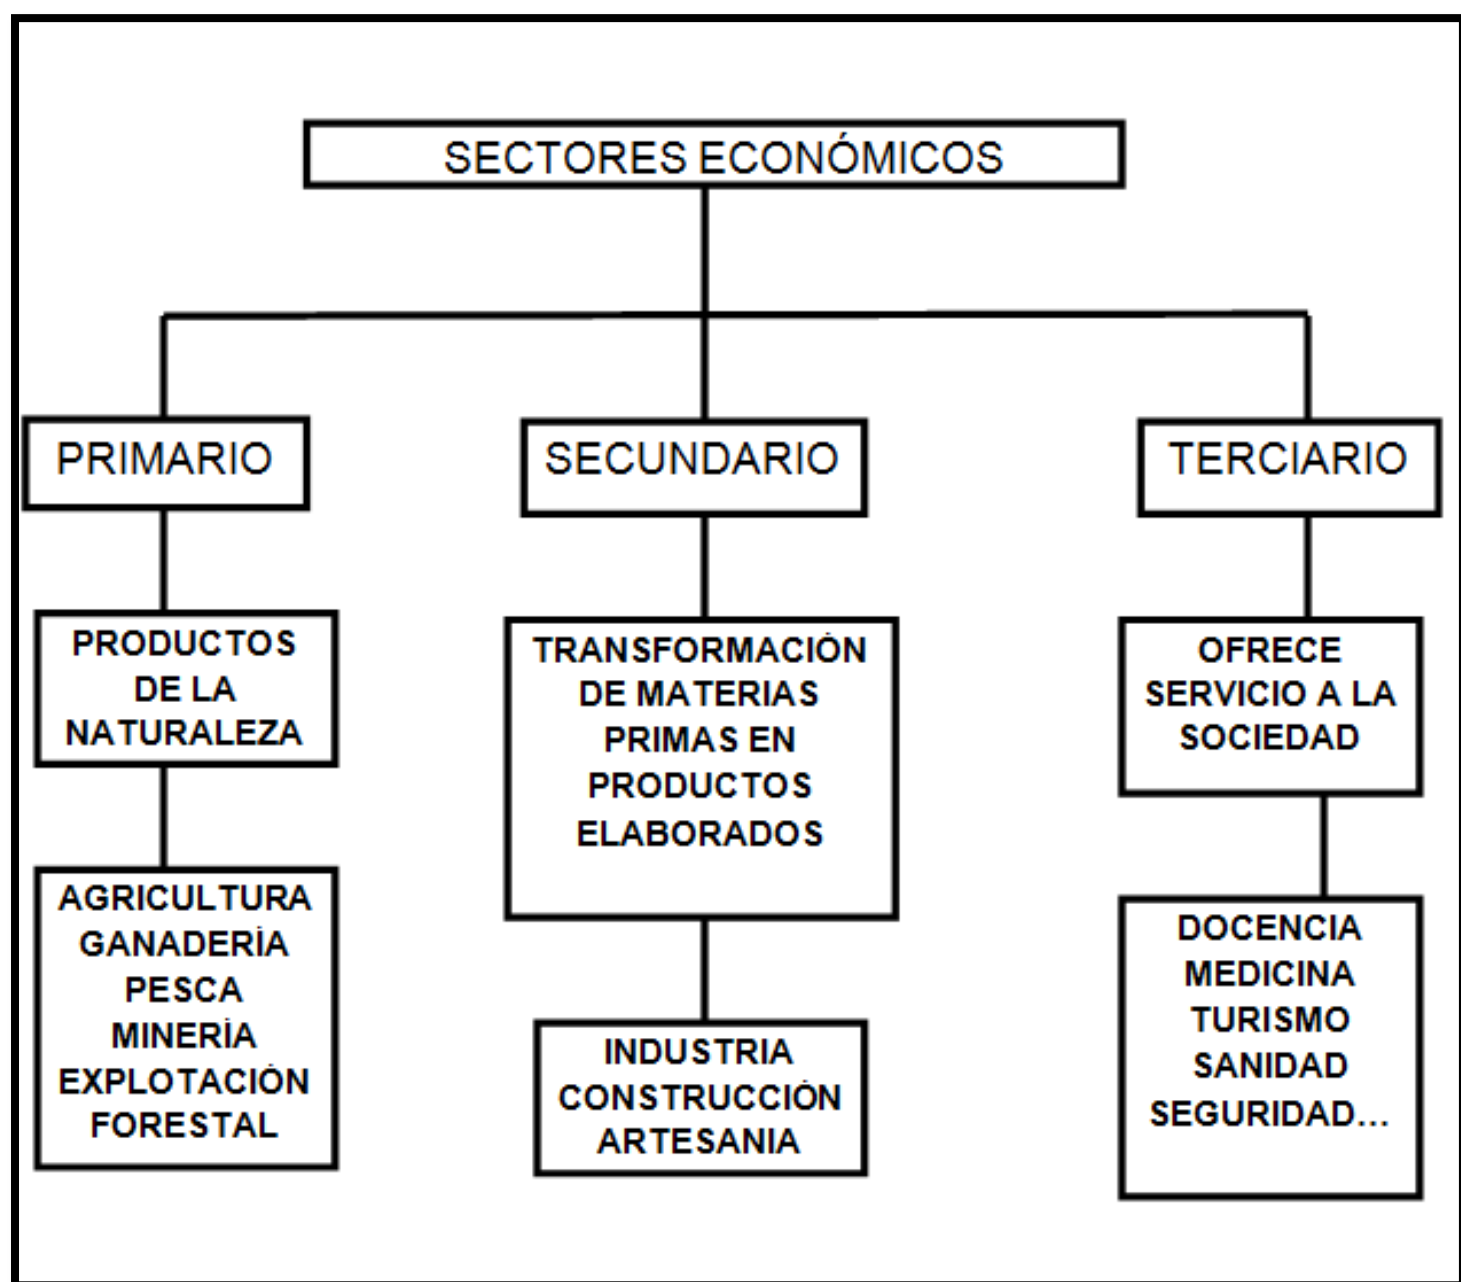 SECTORES ECONÓMICOS
PRIMARIO
SECUNDARIO
TERCIARIO
PRODUCTOS
DE LA
NATURALEZA
TRANSFORMACIÓN
DE MATERIAS
PRIMAS EN
PRODUCTOS
ELABORADOS
OFRECE
SERVICIO A LA
SOCIEDAD
AGRICULTURA
GANADERÍA
PESCA
MINERÍA
EXPLOTACIÓN
FORESTAL
INDUSTRIA
CONSTRUCCIÓN
ARTESANIA
DOCENCIA
MEDICINA
TURISMO
SANIDAD
SEGURIDAD...